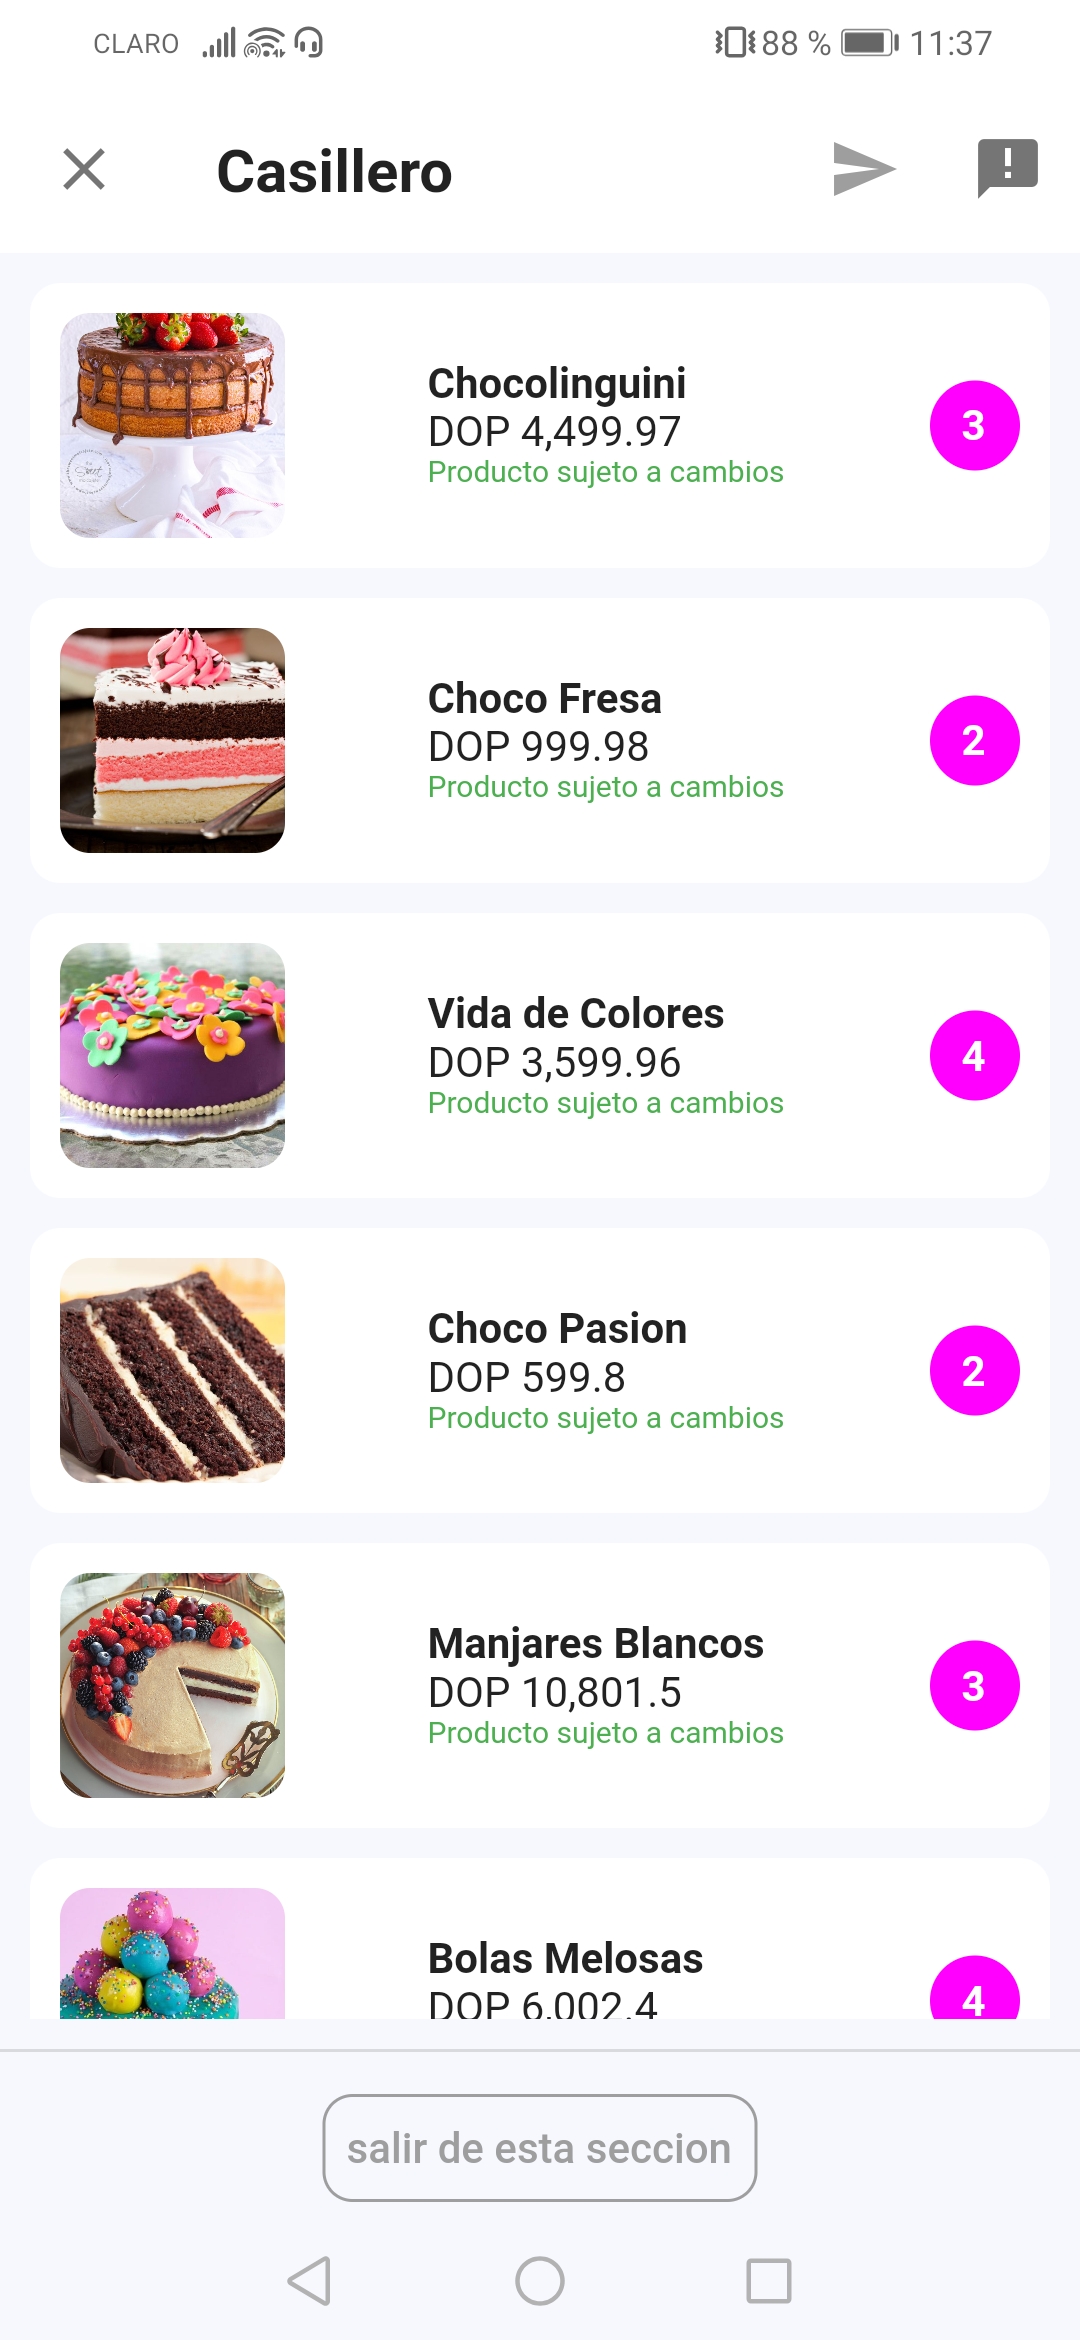 CLARO 88 % 11:37
Casillero
Chocolinguini
DOP 4,499.97
Producto sujeto a cambios
3
Choco Fresa
DOP 999.98
Producto sujeto a cambios
2
Vida de Colores
DOP 3,599.96
Producto sujeto a cambios
4
Choco Pasion
DOP 599.8
Producto sujeto a cambios
2
Manjares Blancos
DOP 10,801.5
Producto sujeto a cambios
3
Bolas Melosas
DOP 6,002.4
4
salir de esta seccion